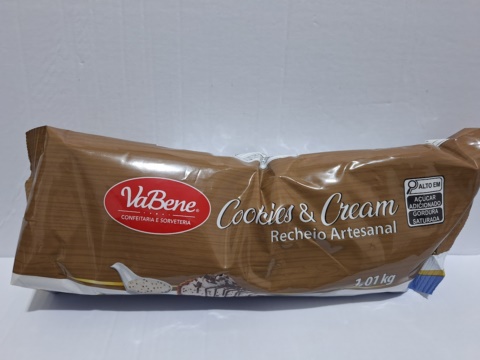 VaBene
CONFEITARIA E SORVETERIA
Cookies & Cream
Recheio Artesanal
ALTO EM
AÇÚCAR
ADICIONADO
GORDURA
SATURADA
1,01 kg